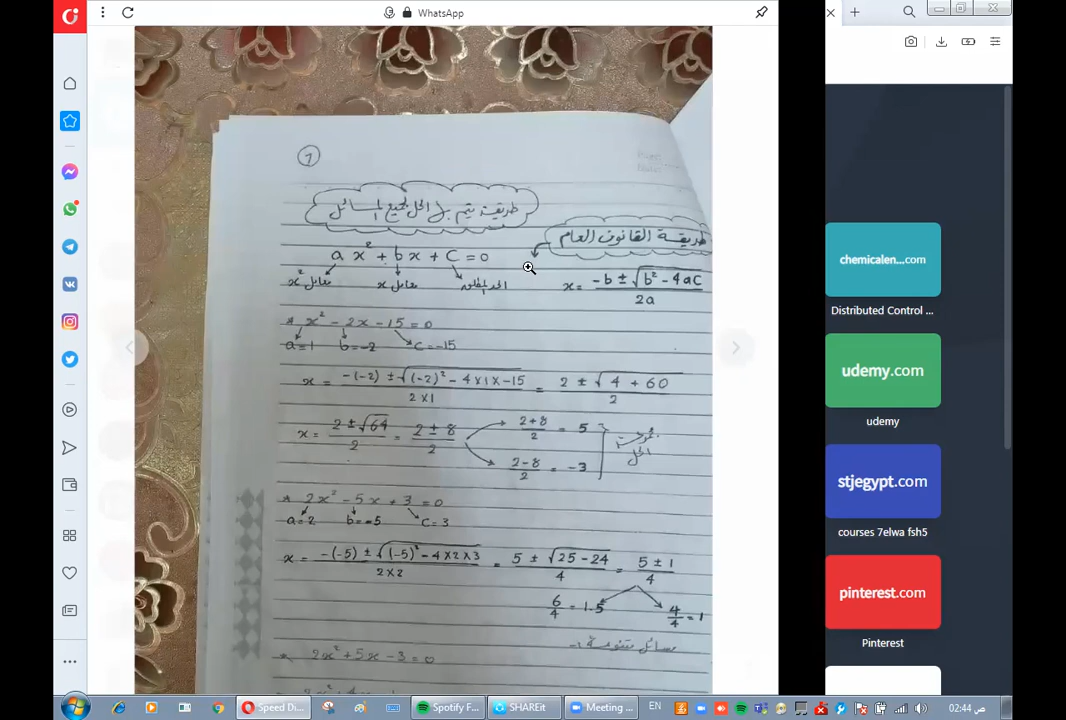 WhatsApp
7
طريقة يتم بها الحل لجميع المسائل
طريقة القانون العام
a x² + b x + c = 0
معامل x²
معامل x
الحد المطلق
x = (-b ± √(b² - 4ac)) / 2a
* x² - 2x - 15 = 0
a = 1 b = -2 c = -15
x = (-(-2) ± √((-2)² - 4×1×-15)) / 2×1 = (2 ± √(4 + 60)) / 2
x = (2 ± √64) / 2 = (2 ± 8) / 2
(2+8) / 2 = 5
(2-8) / 2 = -3
مجموعة الحل
* 2x² - 5x + 3 = 0
a = 2 b = -5 c = 3
x = (-(-5) ± √((-5)² - 4×2×3)) / 2×2 = (5 ± √(25 - 24)) / 4 = (5 ± 1) / 4
6/4 = 1.5
4/4 = 1
مسائل متنوعة :-
* 2x² + 5x - 3 = 0
chemicalen...com
Distributed Control ...
udemy.com
udemy
stjegypt.com
courses 7elwa fsh5
pinterest.com
Pinterest
Speed Di...
Spotify F...
SHAREit
Meeting ...
EN
02:44 ص